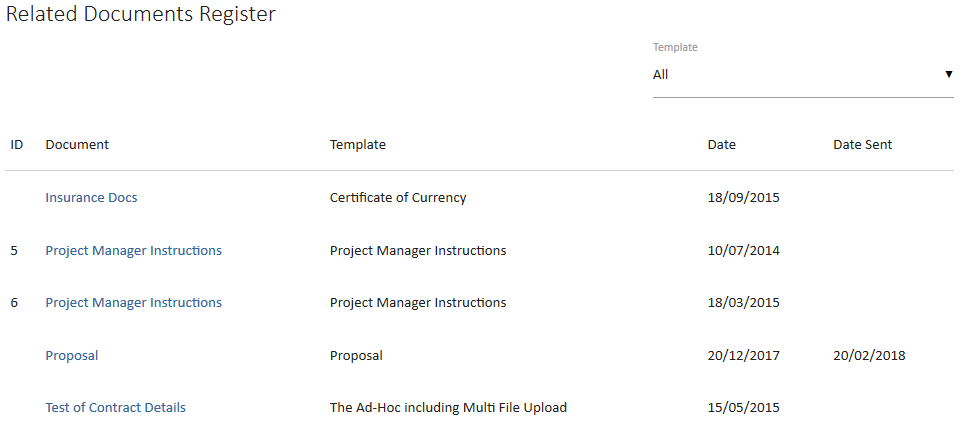 Related Documents Register
Template
All ▼
ID Document Template Date Date Sent
Insurance Docs Certificate of Currency 18/09/2015
5 Project Manager Instructions Project Manager Instructions 10/07/2014
6 Project Manager Instructions Project Manager Instructions 18/03/2015
Proposal Proposal 20/12/2017 20/02/2018
Test of Contract Details The Ad-Hoc including Multi File Upload 15/05/2015